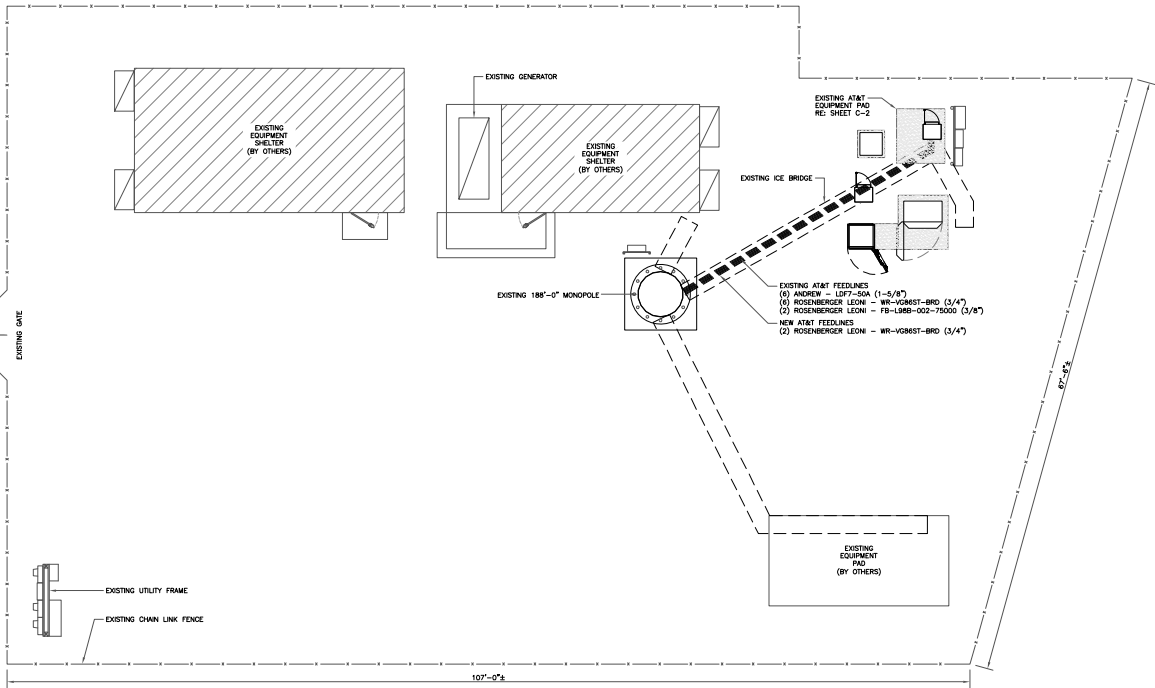 EXISTING GENERATOR
EXISTING
EQUIPMENT
SHELTER
(BY OTHERS)
EXISTING
EQUIPMENT
SHELTER
(BY OTHERS)
EXISTING AT&T
EQUIPMENT PAD
RE: SHEET C-2
EXISTING ICE BRIDGE
EXISTING 188'-0" MONOPOLE
EXISTING AT&T FEEDLINES
(6) ANDREW - LDF7-50A (1-5/8")
(6) ROSENBERGER LEONI - WR-VG86ST-BRD (3/4")
(2) ROSENBERGER LEONI - FB-L98B-002-75000 (3/8")
NEW AT&T FEEDLINES
(2) ROSENBERGER LEONI - WR-VG86ST-BRD (3/4")
EXISTING GATE
67'-6"±
EXISTING
EQUIPMENT
PAD
(BY OTHERS)
EXISTING UTILITY FRAME
EXISTING CHAIN LINK FENCE
107'-0"±